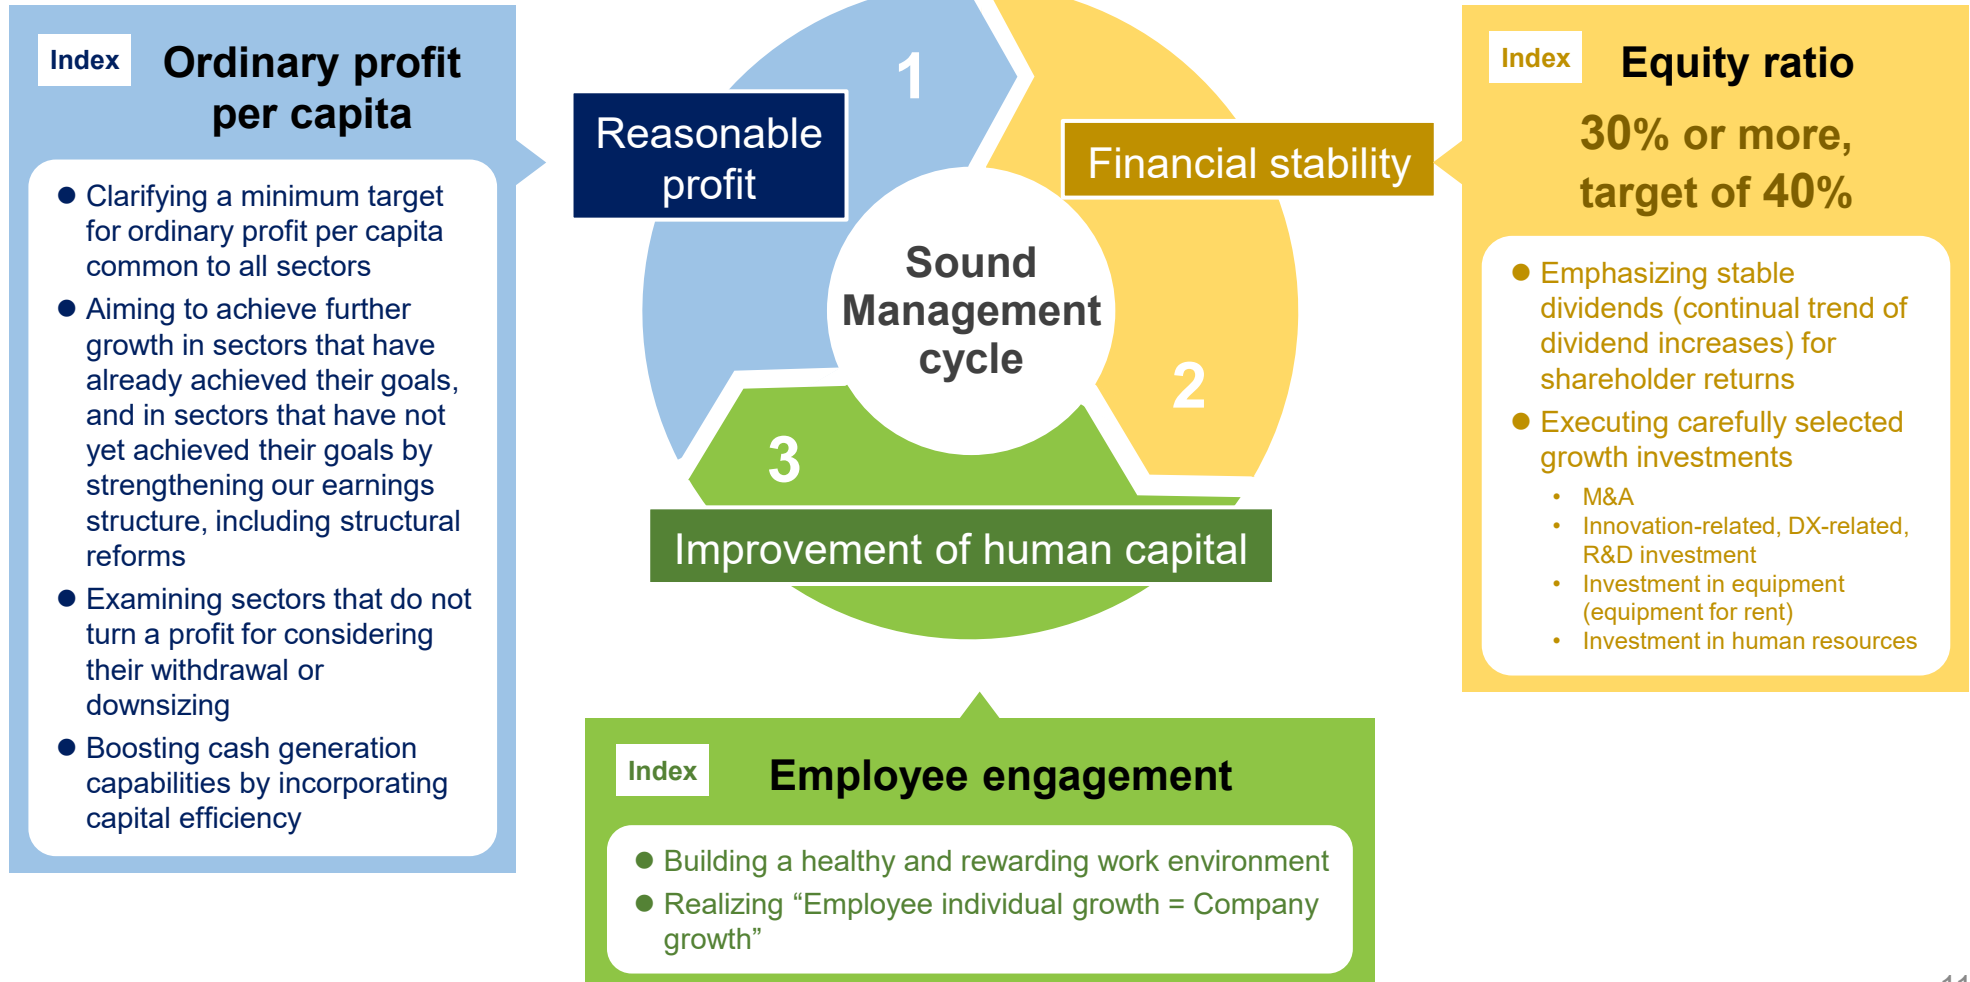 Index
Ordinary profit
per capita
● Clarifying a minimum target
for ordinary profit per capita
common to all sectors
● Aiming to achieve further
growth in sectors that have
already achieved their goals,
and in sectors that have not
yet achieved their goals by
strengthening our earnings
structure, including structural
reforms
● Examining sectors that do not
turn a profit for considering
their withdrawal or
downsizing
● Boosting cash generation
capabilities by incorporating
capital efficiency
1
Reasonable
profit
Financial stability
2
Sound
Management
cycle
3
Improvement of human capital
Index
Equity ratio
30% or more,
target of 40%
● Emphasizing stable
dividends (continual trend of
dividend increases) for
shareholder returns
● Executing carefully selected
growth investments
• M&A
• Innovation-related, DX-related,
R&D investment
• Investment in equipment
(equipment for rent)
• Investment in human resources
Index
Employee engagement
● Building a healthy and rewarding work environment
● Realizing “Employee individual growth = Company
growth”